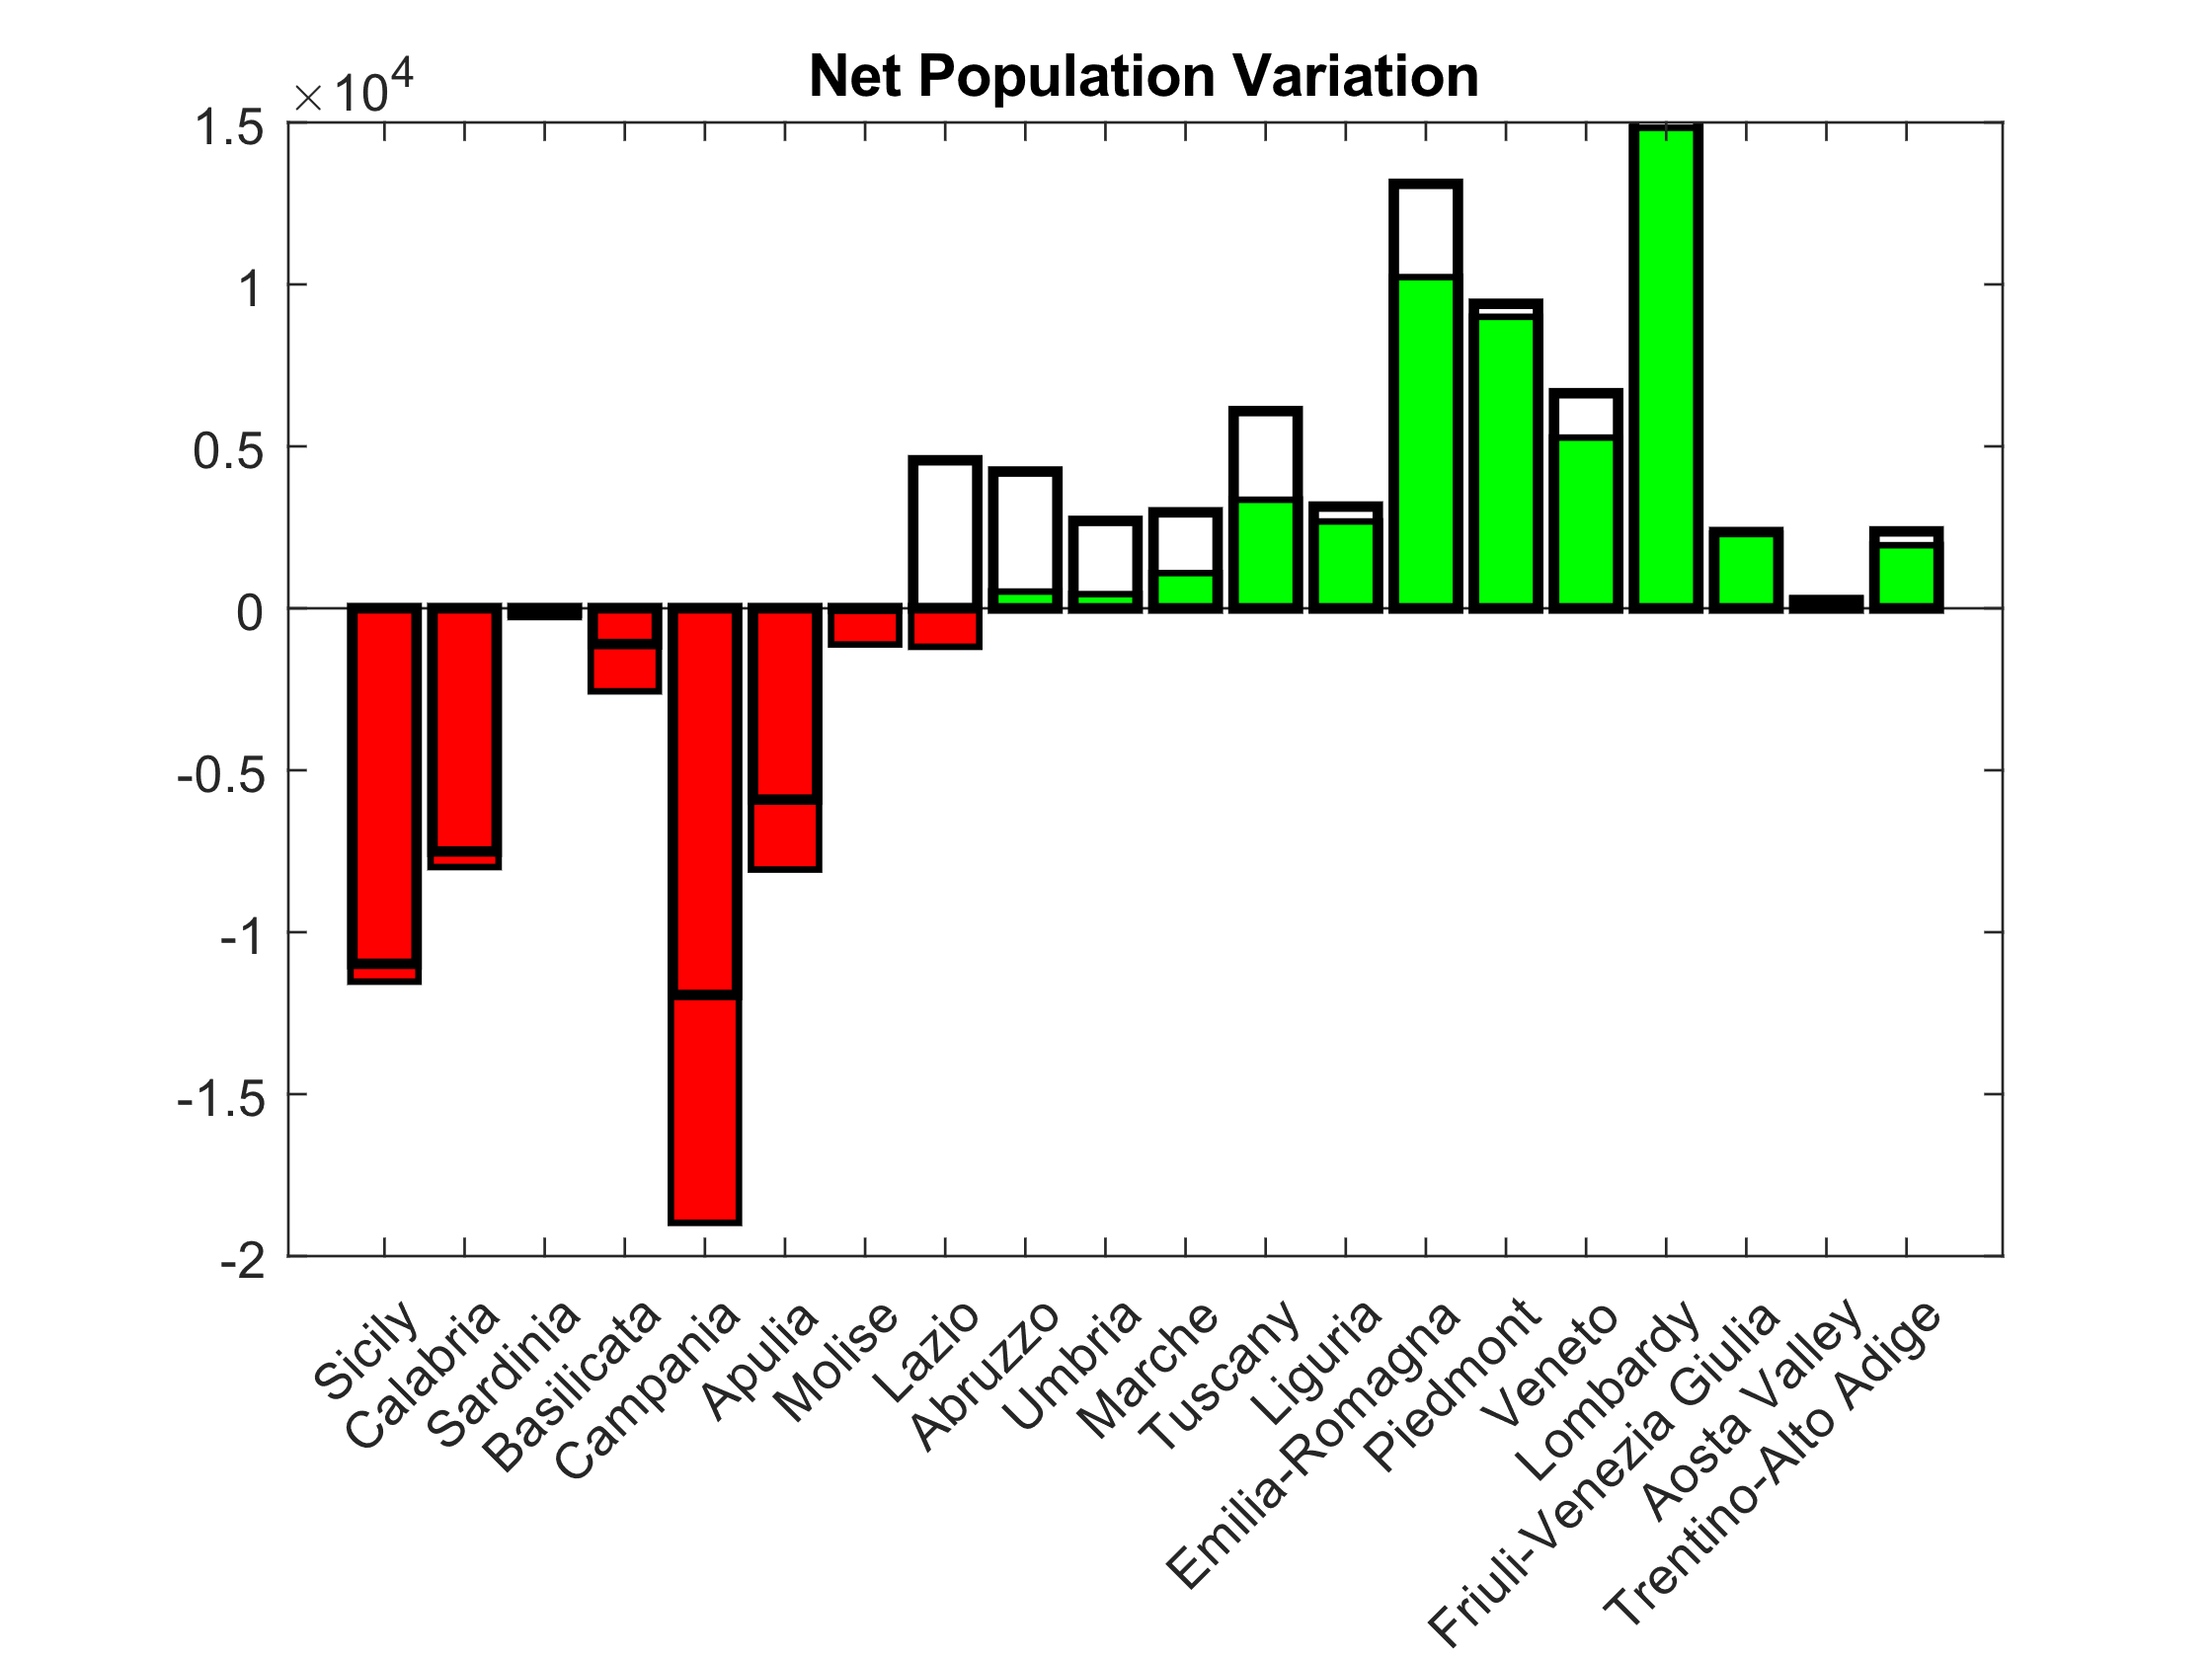 Net Population Variation
×10⁴
1.5
1
0.5
0
-0.5
-1
-1.5
-2
Sicily
Calabria
Sardinia
Basilicata
Campania
Apulia
Molise
Lazio
Abruzzo
Umbria
Marche
Tuscany
Liguria
Emilia-Romagna
Piedmont
Veneto
Lombardy
Friuli-Venezia Giulia
Aosta Valley
Trentino-Alto Adige